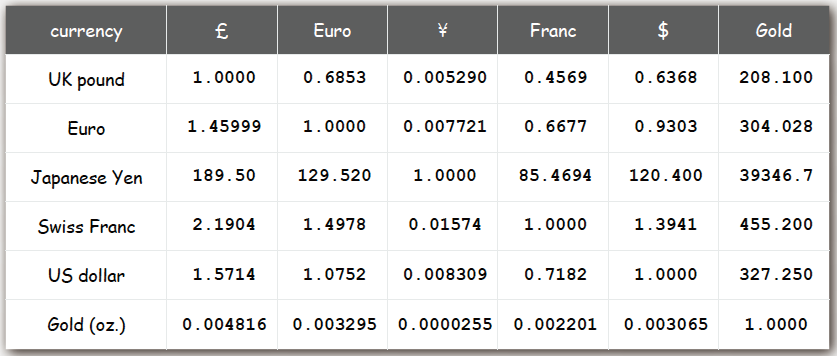 currency £ Euro ¥ Franc $ Gold
UK pound 1.0000 0.6853 0.005290 0.4569 0.6368 208.100
Euro 1.45999 1.0000 0.007721 0.6677 0.9303 304.028
Japanese Yen 189.50 129.520 1.0000 85.4694 120.400 39346.7
Swiss Franc 2.1904 1.4978 0.01574 1.0000 1.3941 455.200
US dollar 1.5714 1.0752 0.008309 0.7182 1.0000 327.250
Gold (oz.) 0.004816 0.003295 0.0000255 0.002201 0.003065 1.0000